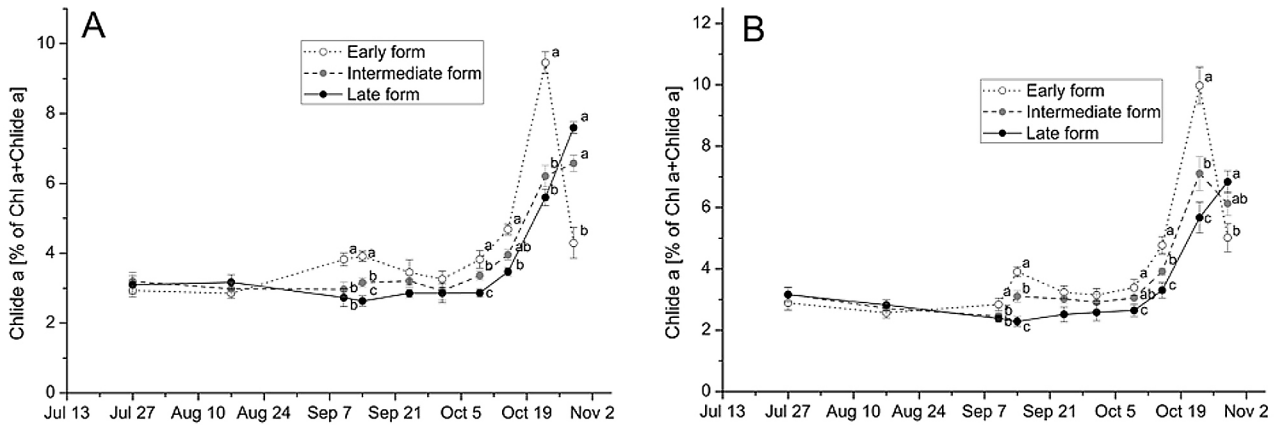 A
Early form
Intermediate form
Late form
Chlide a [% of Chl a+Chlide a]
10
8
6
4
2
0
a
a
a
b
b
b
c
a
b
c
a
ab
b
a
b
b
a
a
b
Jul 13 Jul 27 Aug 10 Aug 24 Sep 7 Sep 21 Oct 5 Oct 19 Nov 2
B
Early form
Intermediate form
Late form
Chlide a [% of Chl a+Chlide a]
12
10
8
6
4
2
0
a
b
b
a
b
c
a
ab
c
a
b
c
a
b
c
a
ab
b
Jul 13 Jul 27 Aug 10 Aug 24 Sep 7 Sep 21 Oct 5 Oct 19 Nov 2